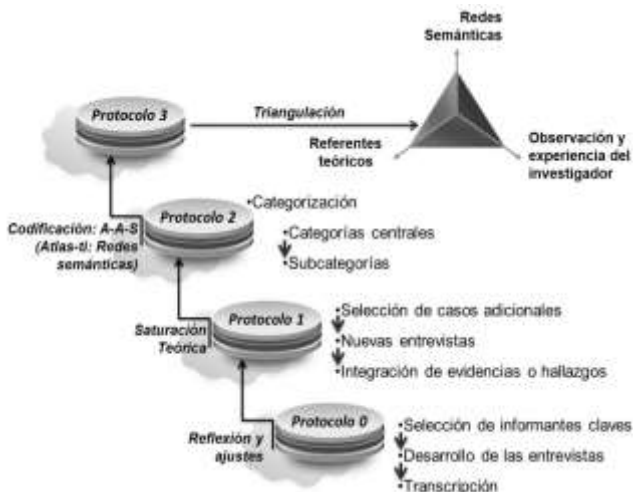 Redes
Semánticas
Protocolo 3
Triangulación
Referentes
teóricos
Observación y
experiencia del
investigador
Protocolo 2
•Categorización
Codificación: A-A-S
(Atlas-ti: Redes
semánticas)
•Categorías centrales
•Subcategorías
Protocolo 1
Saturación
Teórica
•Selección de casos adicionales
•Nuevas entrevistas
•Integración de evidencias o hallazgos
Protocolo 0
Reflexión y
ajustes
•Selección de informantes claves
•Desarrollo de las entrevistas
•Transcripción